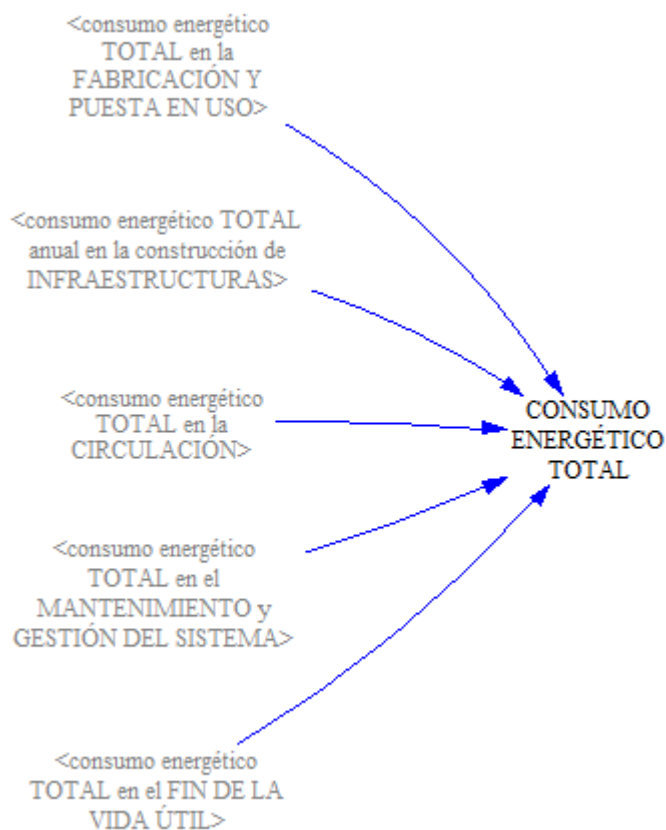 <consumo energético
TOTAL en la
FABRICACIÓN Y
PUESTA EN USO>
<consumo energético TOTAL
anual en la construcción de
INFRAESTRUCTURAS>
<consumo energético
TOTAL en la
CIRCULACIÓN>
CONSUMO
ENERGÉTICO
TOTAL
<consumo energético
TOTAL en el
MANTENIMIENTO y
GESTIÓN DEL SISTEMA>
<consumo energético
TOTAL en el FIN DE LA
VIDA ÚTIL>